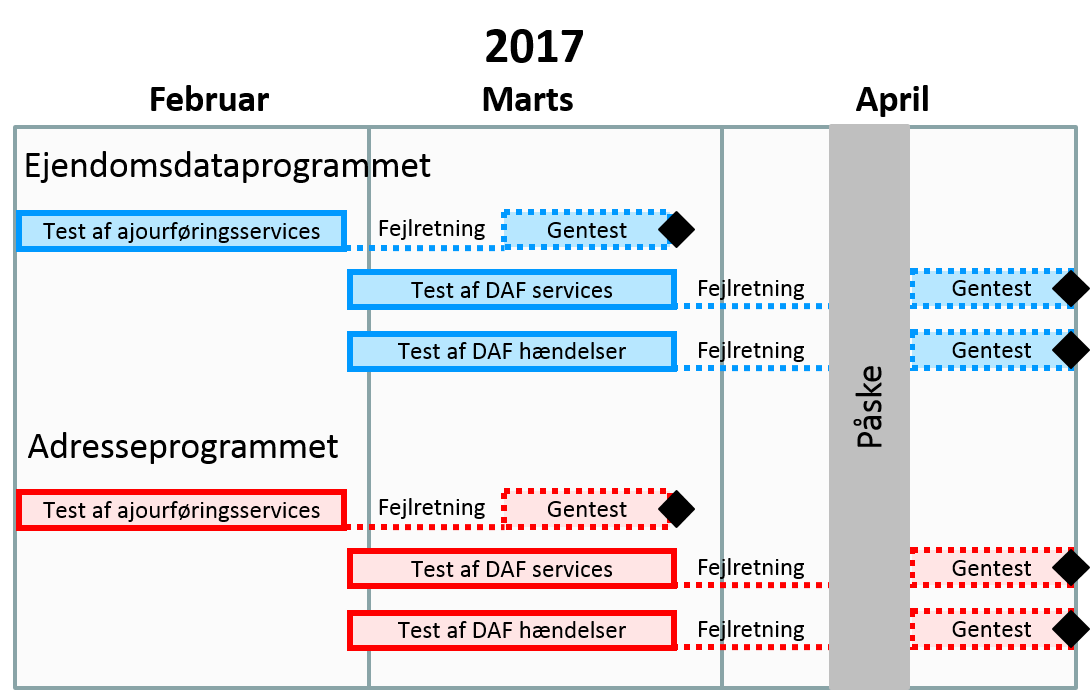 2017
Februar Marts April
Ejendomsdataprogrammet
Test af ajourføringsservices Fejlretning Gentest
Test af DAF services Fejlretning Gentest
Test af DAF hændelser Fejlretning Gentest
Påske
Adresseprogrammet
Test af ajourføringsservices Fejlretning Gentest
Test af DAF services Fejlretning Gentest
Test af DAF hændelser Fejlretning Gentest